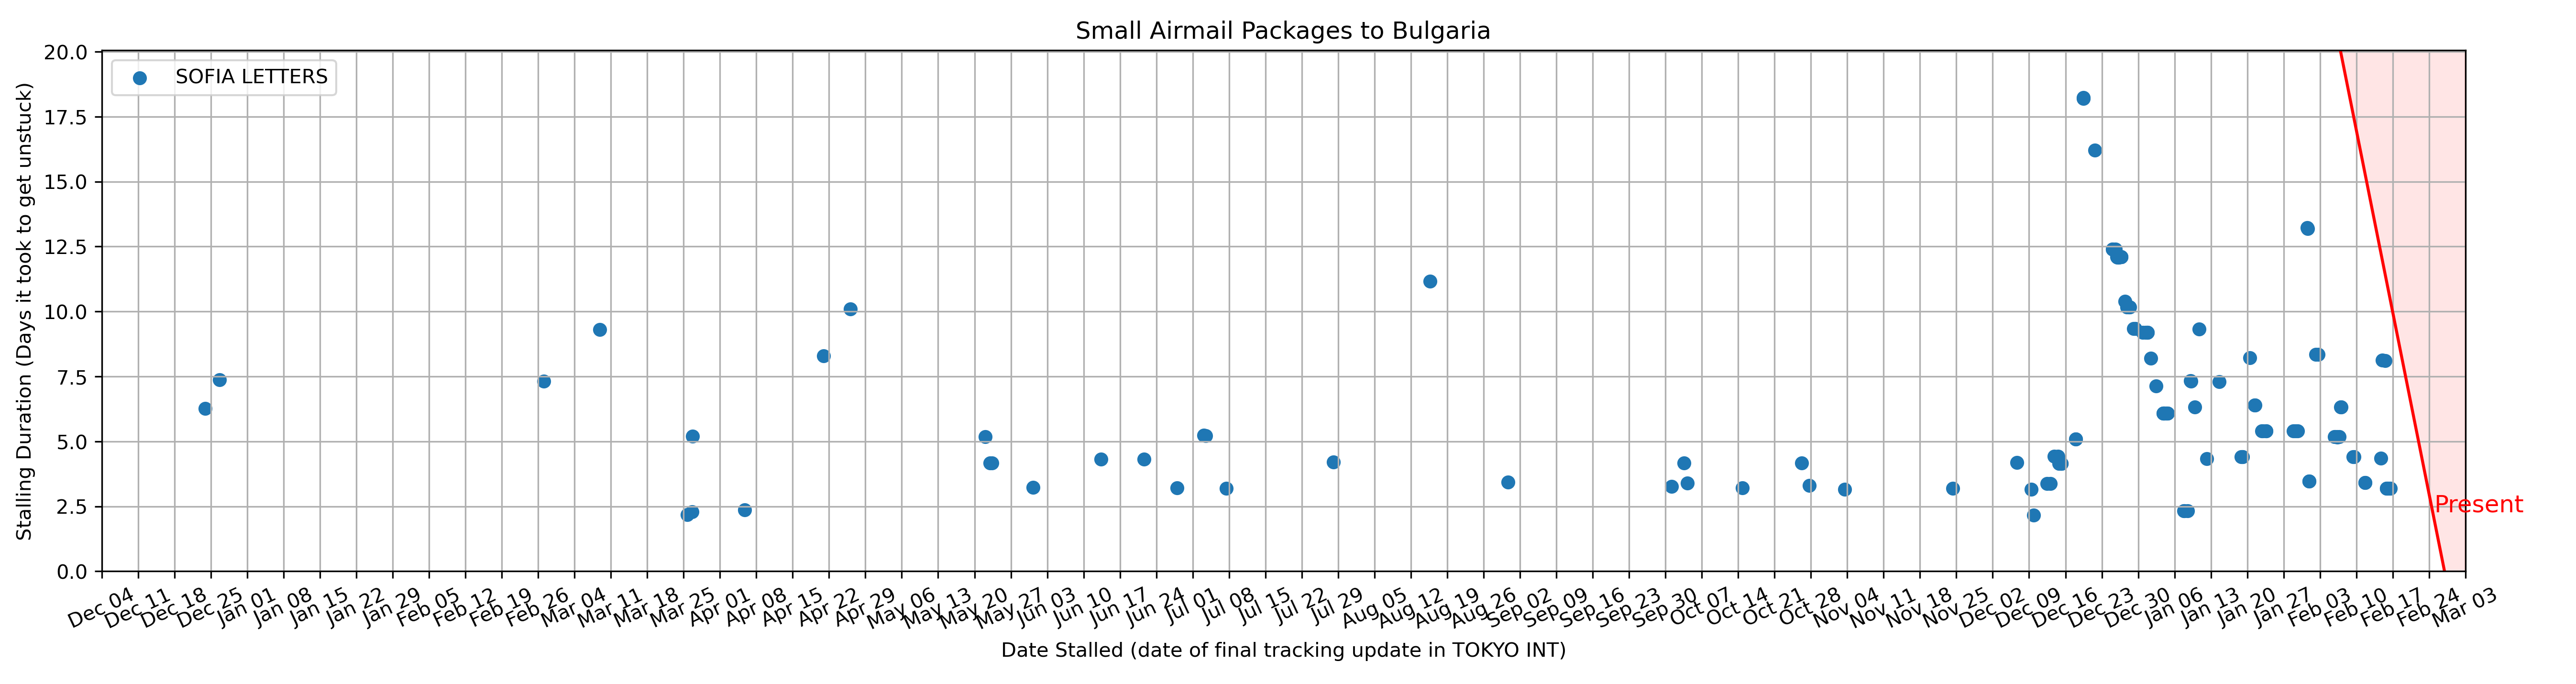 Small Airmail Packages to Bulgaria
SOFIA LETTERS
Stalling Duration (Days it took to get unstuck)
20.0
17.5
15.0
12.5
10.0
7.5
5.0
2.5
0.0
Present
Dec 04 Dec 11 Dec 18 Dec 25 Jan 01 Jan 08 Jan 15 Jan 22 Jan 29 Feb 05 Feb 12 Feb 19 Feb 26 Mar 04 Mar 11 Mar 18 Mar 25 Apr 01 Apr 08 Apr 15 Apr 22 Apr 29 May 06 May 13 May 20 May 27 Jun 03 Jun 10 Jun 17 Jun 24 Jul 01 Jul 08 Jul 15 Jul 22 Jul 29 Aug 05 Aug 12 Aug 19 Aug 26 Sep 02 Sep 09 Sep 16 Sep 23 Sep 30 Oct 07 Oct 14 Oct 21 Oct 28 Nov 04 Nov 11 Nov 18 Nov 25 Dec 02 Dec 09 Dec 16 Dec 23 Dec 30 Jan 06 Jan 13 Jan 20 Jan 27 Feb 03 Feb 10 Feb 17 Feb 24 Mar 03
Date Stalled (date of final tracking update in TOKYO INT)